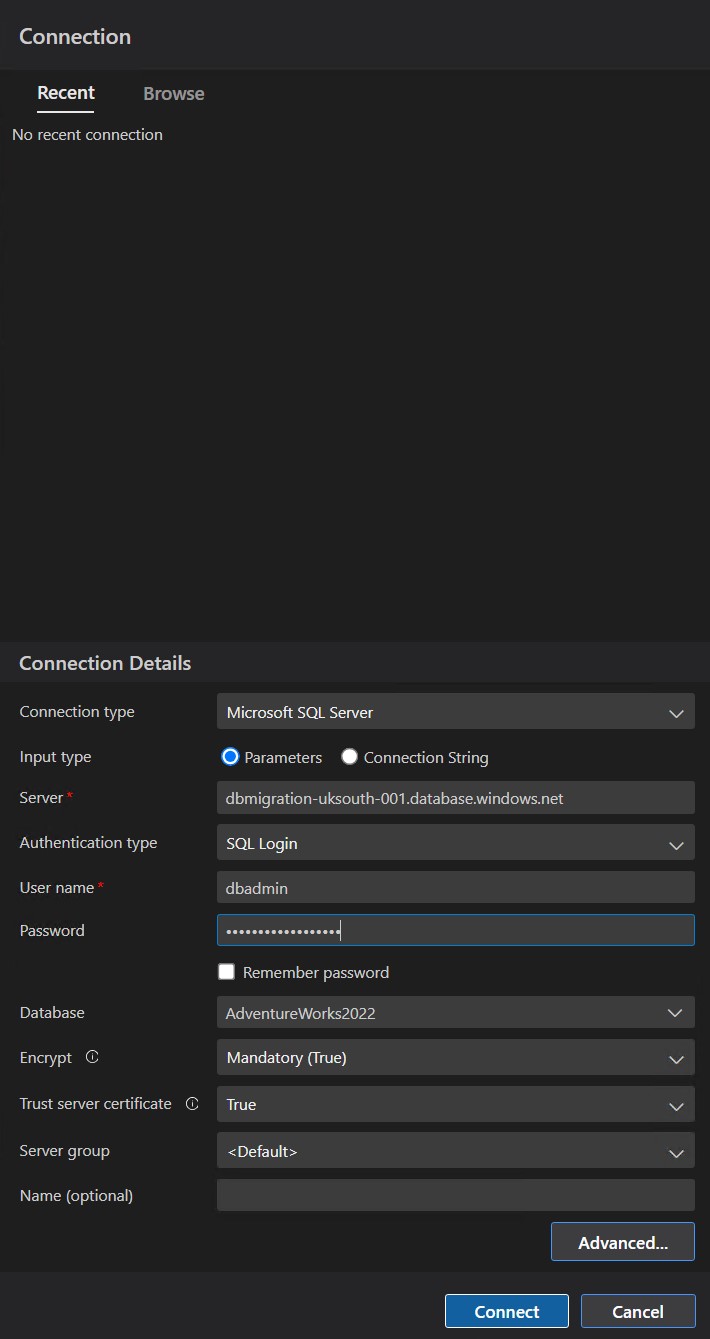 Connection
Recent Browse
No recent connection
Connection Details
Connection type Microsoft SQL Server
Input type Parameters Connection String
Server* dbmigration-uksouth-001.database.windows.net
Authentication type SQL Login
User name* dbadmin
Password ••••••••••••••••••
Remember password
Database AdventureWorks2022
Encrypt Mandatory (True)
Trust server certificate True
Server group <Default>
Name (optional)
Advanced...
Connect Cancel